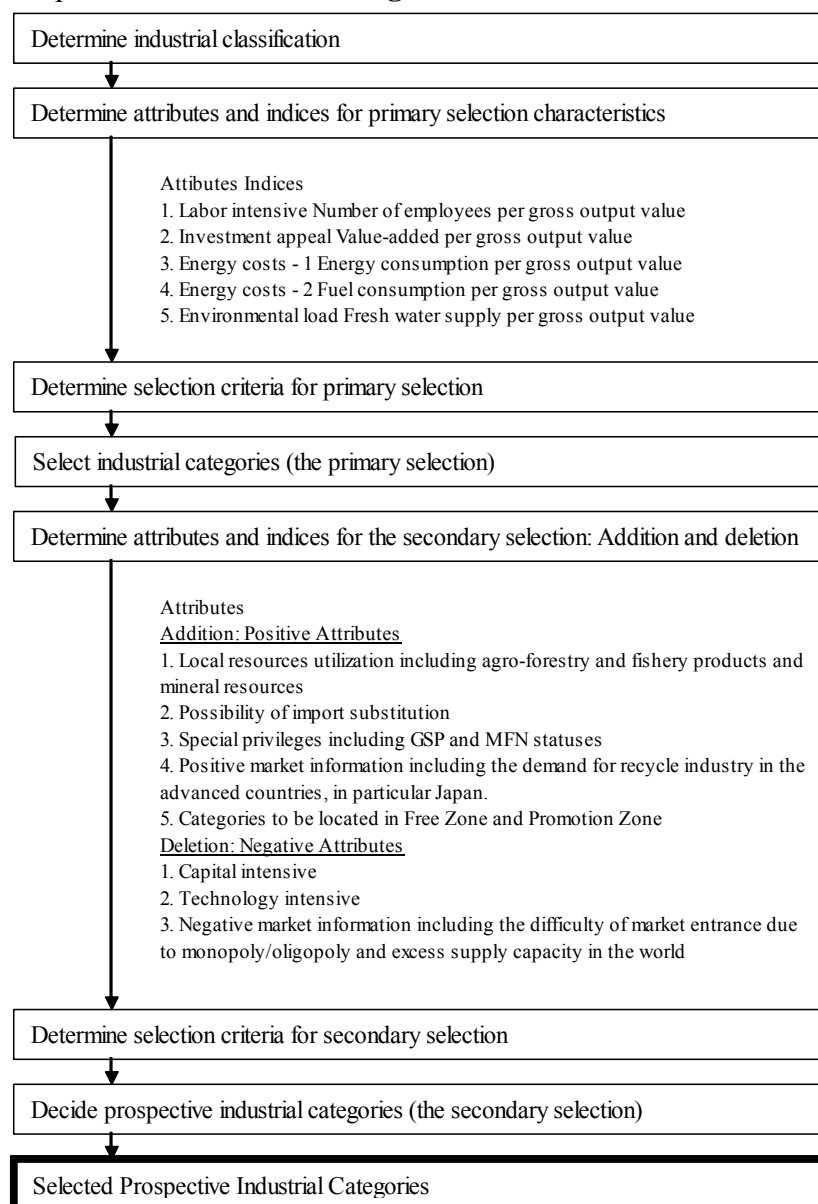 Determine industrial classification
Determine attributes and indices for primary selection characteristics
Attibutes Indices
1. Labor intensive Number of employees per gross output value
2. Investment appeal Value-added per gross output value
3. Energy costs - 1 Energy consumption per gross output value
4. Energy costs - 2 Fuel consumption per gross output value
5. Environmental load Fresh water supply per gross output value
Determine selection criteria for primary selection
Select industrial categories (the primary selection)
Determine attributes and indices for the secondary selection: Addition and deletion
Attributes
Addition: Positive Attributes
1. Local resources utilization including agro-forestry and fishery products and
mineral resources
2. Possibility of import substitution
3. Special privileges including GSP and MFN statuses
4. Positive market information including the demand for recycle industry in the
advanced countries, in particular Japan.
5. Categories to be located in Free Zone and Promotion Zone
Deletion: Negative Attributes
1. Capital intensive
2. Technology intensive
3. Negative market information including the difficulty of market entrance due
to monopoly/oligopoly and excess supply capacity in the world
Determine selection criteria for secondary selection
Decide prospective industrial categories (the secondary selection)
Selected Prospective Industrial Categories